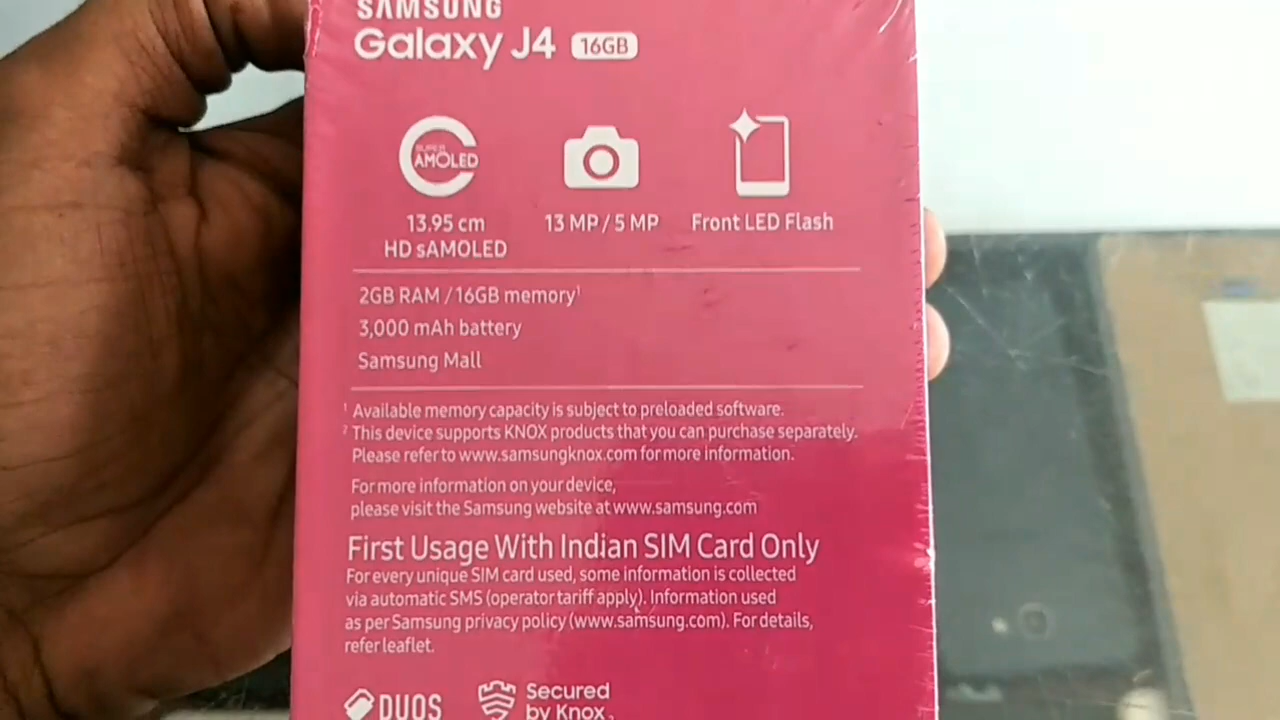 SAMSUNG
Galaxy J4 16GB
SUPER
AMOLED
13.95 cm
HD sAMOLED
13 MP / 5 MP
Front LED Flash
2GB RAM / 16GB memory¹
3,000 mAh battery
Samsung Mall
¹ Available memory capacity is subject to preloaded software.
² This device supports KNOX products that you can purchase separately.
Please refer to www.samsungknox.com for more information.
For more information on your device,
please visit the Samsung website at www.samsung.com
First Usage With Indian SIM Card Only
For every unique SIM card used, some information is collected
via automatic SMS (operator tariff apply). Information used
as per Samsung privacy policy (www.samsung.com). For details,
refer leaflet.
DUOS
Secured
by Knox₂